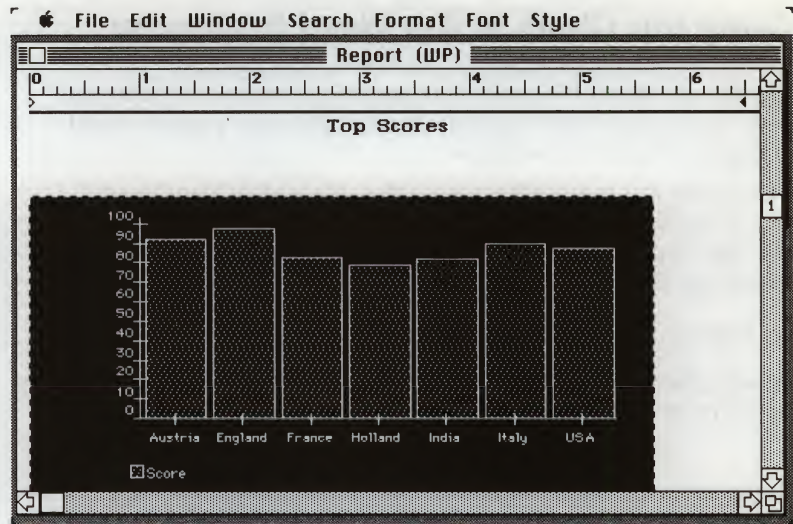 File Edit Window Search Format Font Style
Report (WP)
0 1 2 3 4 5 6
Top Scores
1
100
90
80
70
60
50
40
30
20
10
0
Austria England France Holland India Italy USA
Score